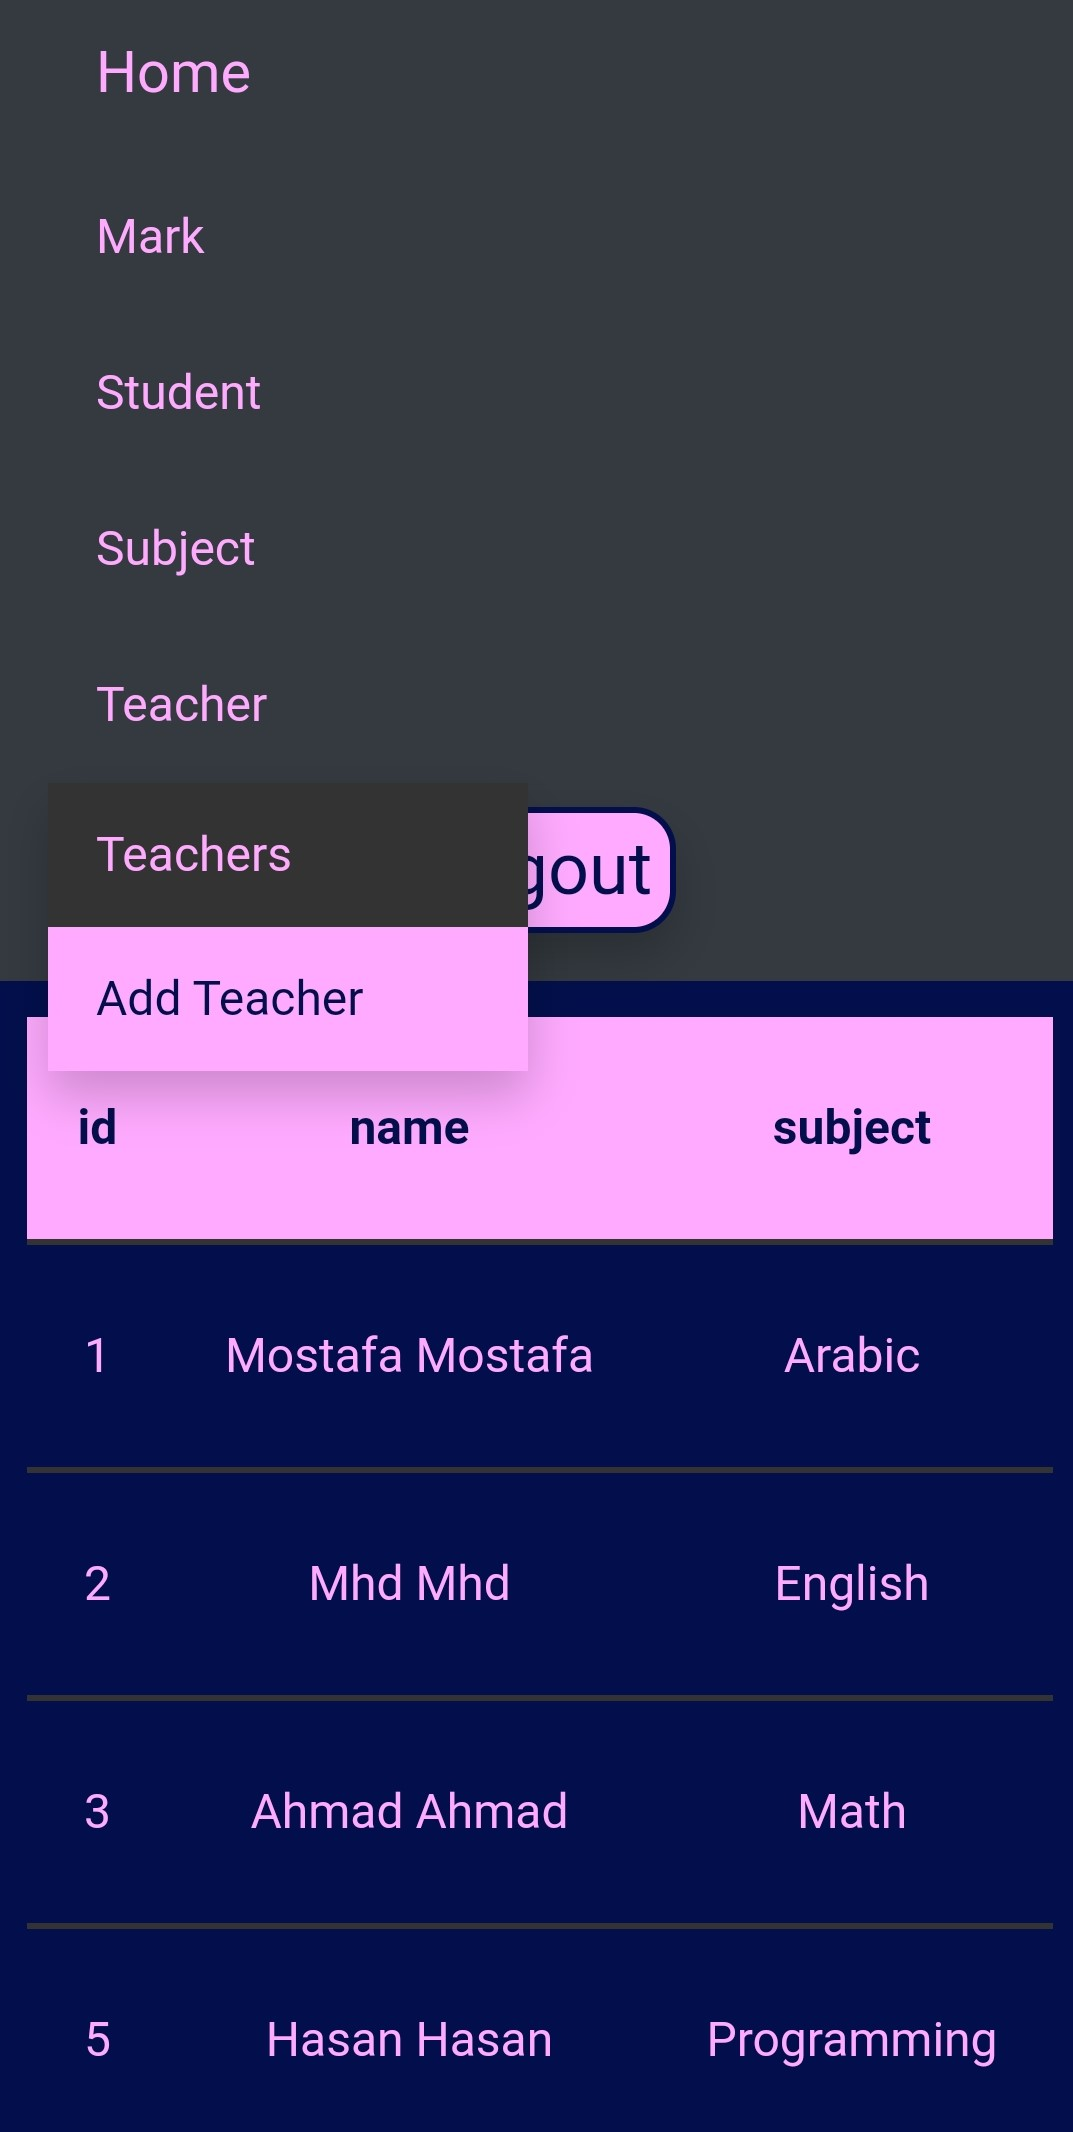 Home
Mark
Student
Subject
Teacher
Teachers
gout
Add Teacher
id name subject
1 Mostafa Mostafa Arabic
2 Mhd Mhd English
3 Ahmad Ahmad Math
5 Hasan Hasan Programming